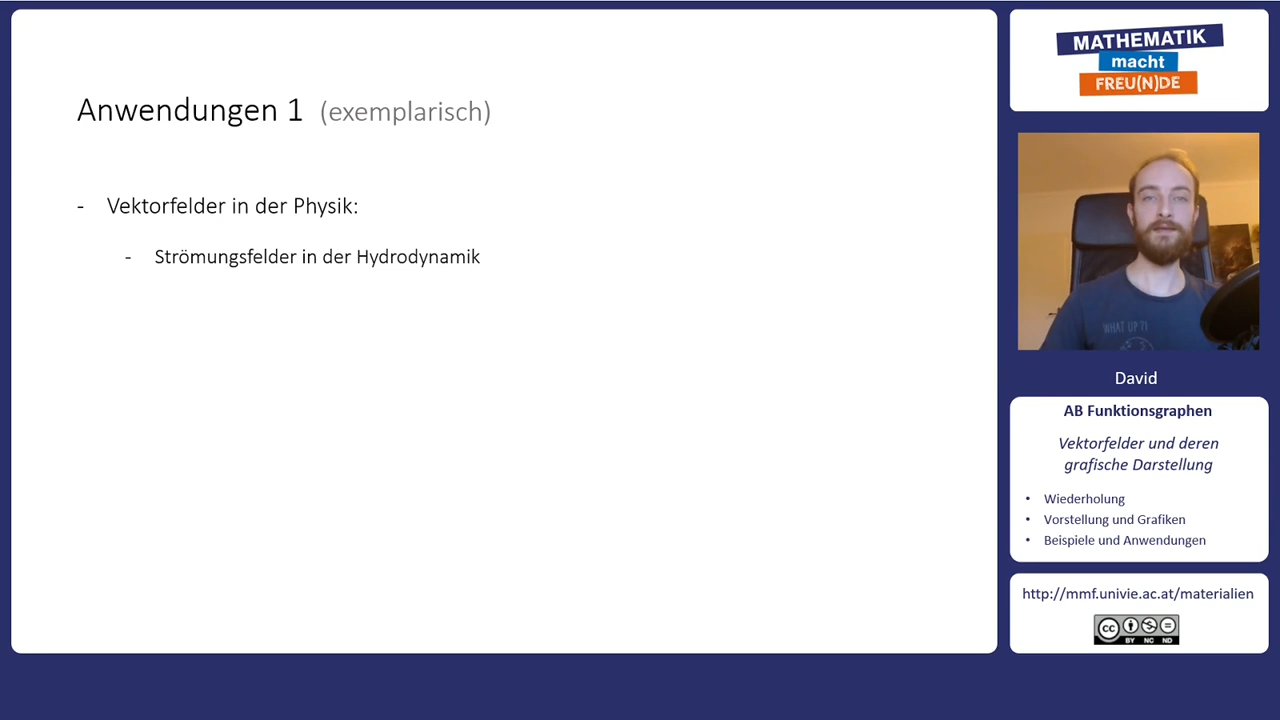 Anwendungen 1 (exemplarisch)
- Vektorfelder in der Physik:
- Strömungsfelder in der Hydrodynamik
MATHEMATIK
macht
FREU(N)DE
WHAT UP?!
David
AB Funktionsgraphen
Vektorfelder und deren
grafische Darstellung
• Wiederholung
• Vorstellung und Grafiken
• Beispiele und Anwendungen
http://mmf.univie.ac.at/materialien
CC BY NC ND